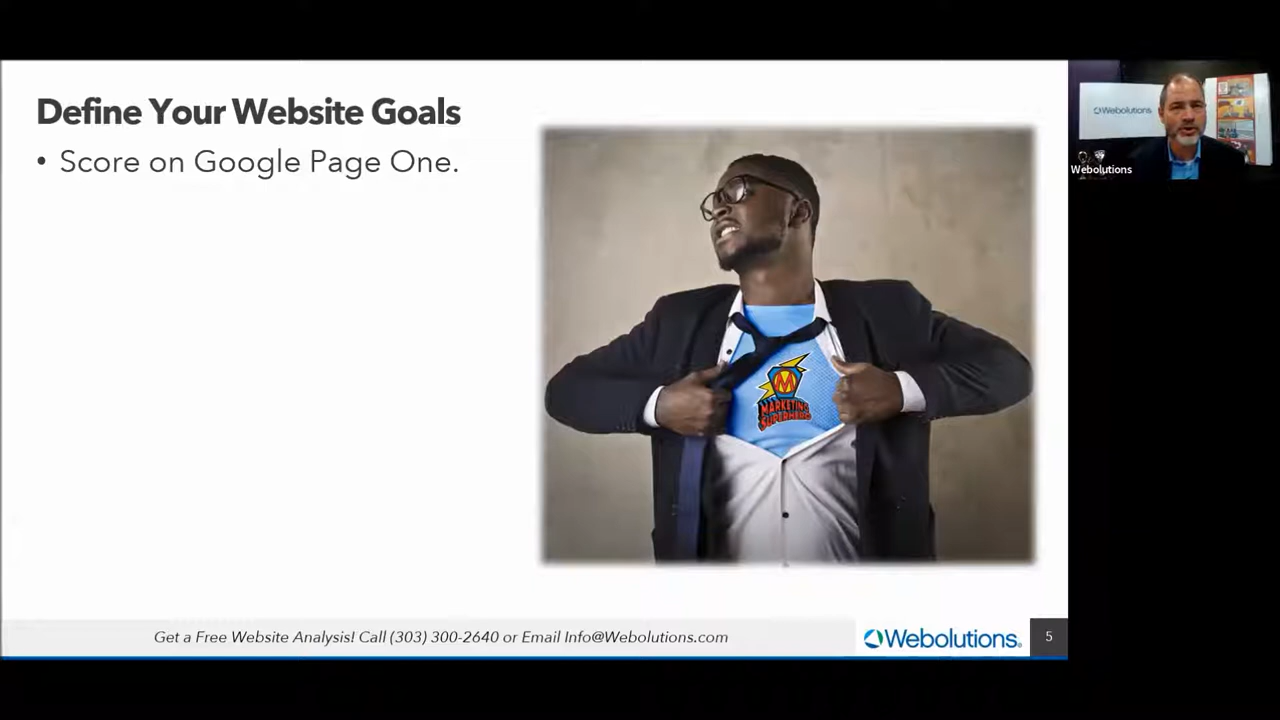 Define Your Website Goals
• Score on Google Page One.
MARKETING
SUPERHERO
Get a Free Website Analysis! Call (303) 300-2640 or Email Info@Webolutions.com
Webolutions.
5
Webolutions
Webolutions